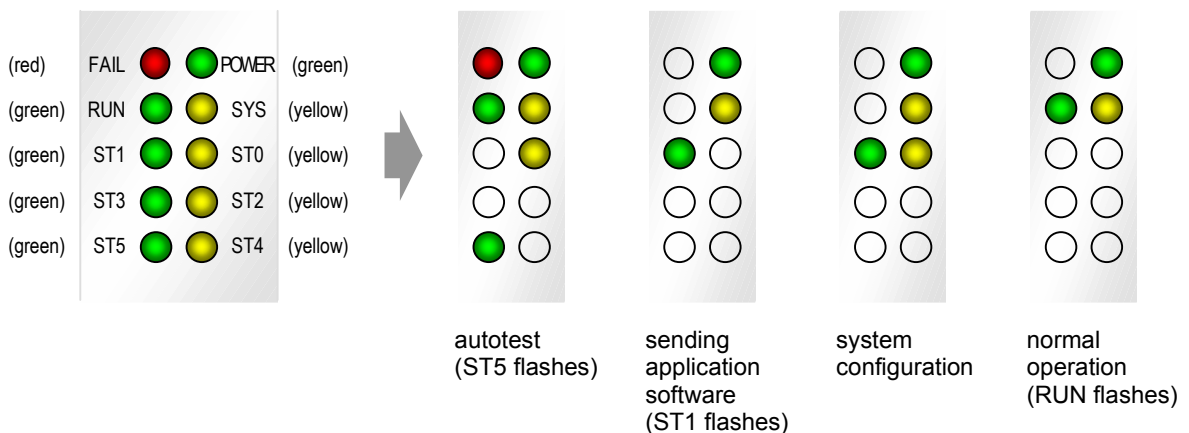 (red) FAIL POWER (green)
(green) RUN SYS (yellow)
(green) ST1 ST0 (yellow)
(green) ST3 ST2 (yellow)
(green) ST5 ST4 (yellow)
autotest
(ST5 flashes)
sending
application
software
(ST1 flashes)
system
configuration
normal
operation
(RUN flashes)